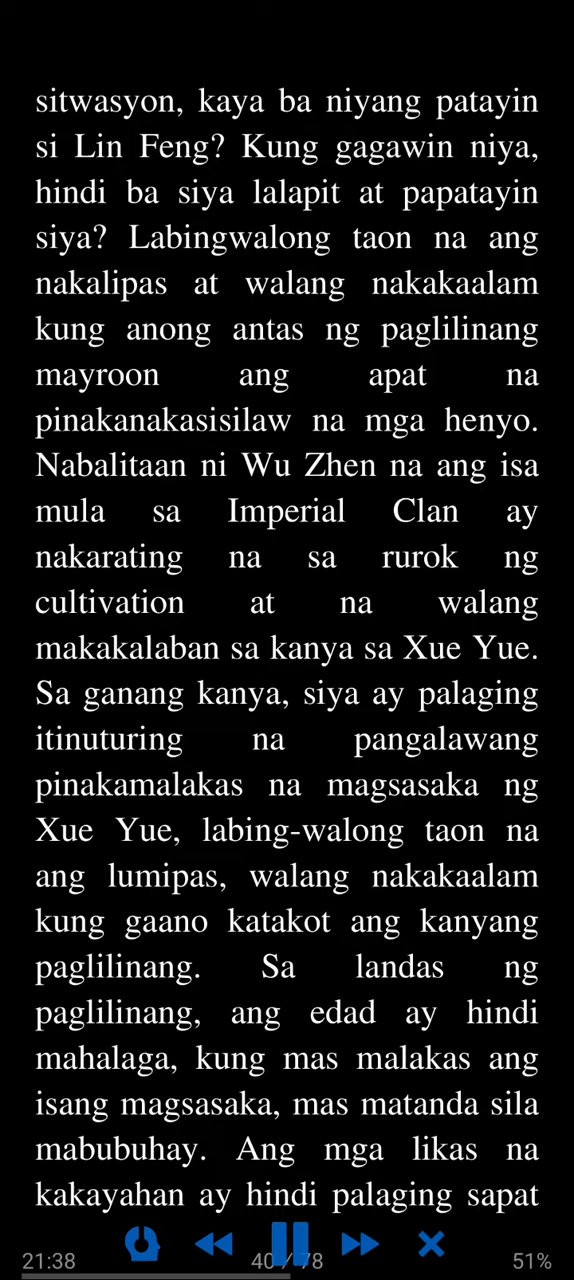 sitwasyon, kaya ba niyang patayin
si Lin Feng? Kung gagawin niya,
hindi ba siya lalapit at papatayin
siya? Labingwalong taon na ang
nakalipas at walang nakakaalam
kung anong antas ng paglilinang
mayroon ang apat na
pinakanakasisilaw na mga henyo.
Nabalitaan ni Wu Zhen na ang isa
mula sa Imperial Clan ay
nakarating na sa rurok ng
cultivation at na walang
makakalaban sa kanya sa Xue Yue.
Sa ganang kanya, siya ay palaging
itinuturing na pangalawang
pinakamalakas na magsasaka ng
Xue Yue, labing-walong taon na
ang lumipas, walang nakakaalam
kung gaano katakot ang kanyang
paglilinang. Sa landas ng
paglilinang, ang edad ay hindi
mahalaga, kung mas malakas ang
isang magsasaka, mas matanda sila
mabubuhay. Ang mga likas na
kakayahan ay hindi palaging sapat
21:38 40 / 78 51%